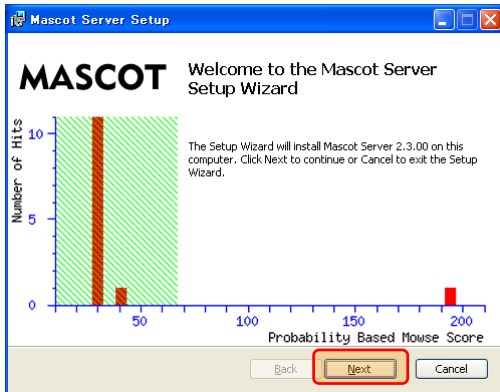 Mascot Server Setup
MASCOT
Welcome to the Mascot Server
Setup Wizard
The Setup Wizard will install Mascot Server 2.3.00 on this
computer. Click Next to continue or Cancel to exit the Setup
Wizard.
Number of Hits
10
5
0
50
100
150
200
Probability Based Mowse Score
Back
Next
Cancel